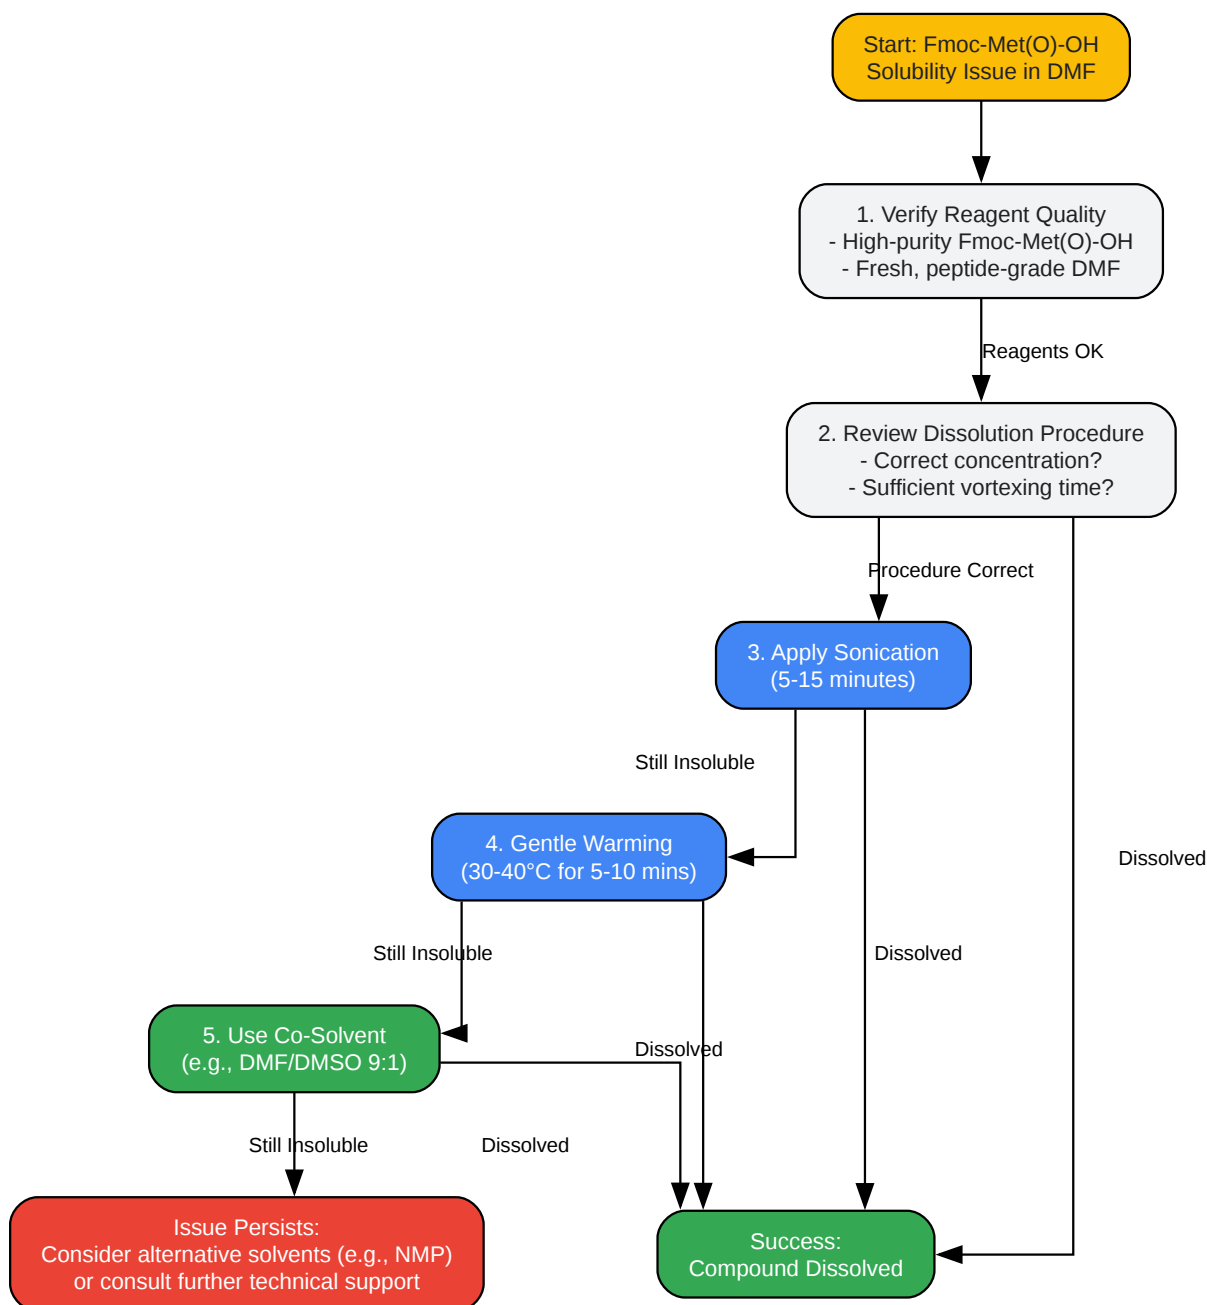 Start: Fmoc-Met(O)-OH
Solubility Issue in DMF
1. Verify Reagent Quality
- High-purity Fmoc-Met(O)-OH
- Fresh, peptide-grade DMF
Reagents OK
2. Review Dissolution Procedure
- Correct concentration?
- Sufficient vortexing time?
Procedure Correct
3. Apply Sonication
(5-15 minutes)
Still Insoluble
4. Gentle Warming
(30-40°C for 5-10 mins)
Dissolved
Still Insoluble
Dissolved
5. Use Co-Solvent
(e.g., DMF/DMSO 9:1)
Dissolved
Still Insoluble
Dissolved
Issue Persists:
Consider alternative solvents (e.g., NMP)
or consult further technical support
Success:
Compound Dissolved